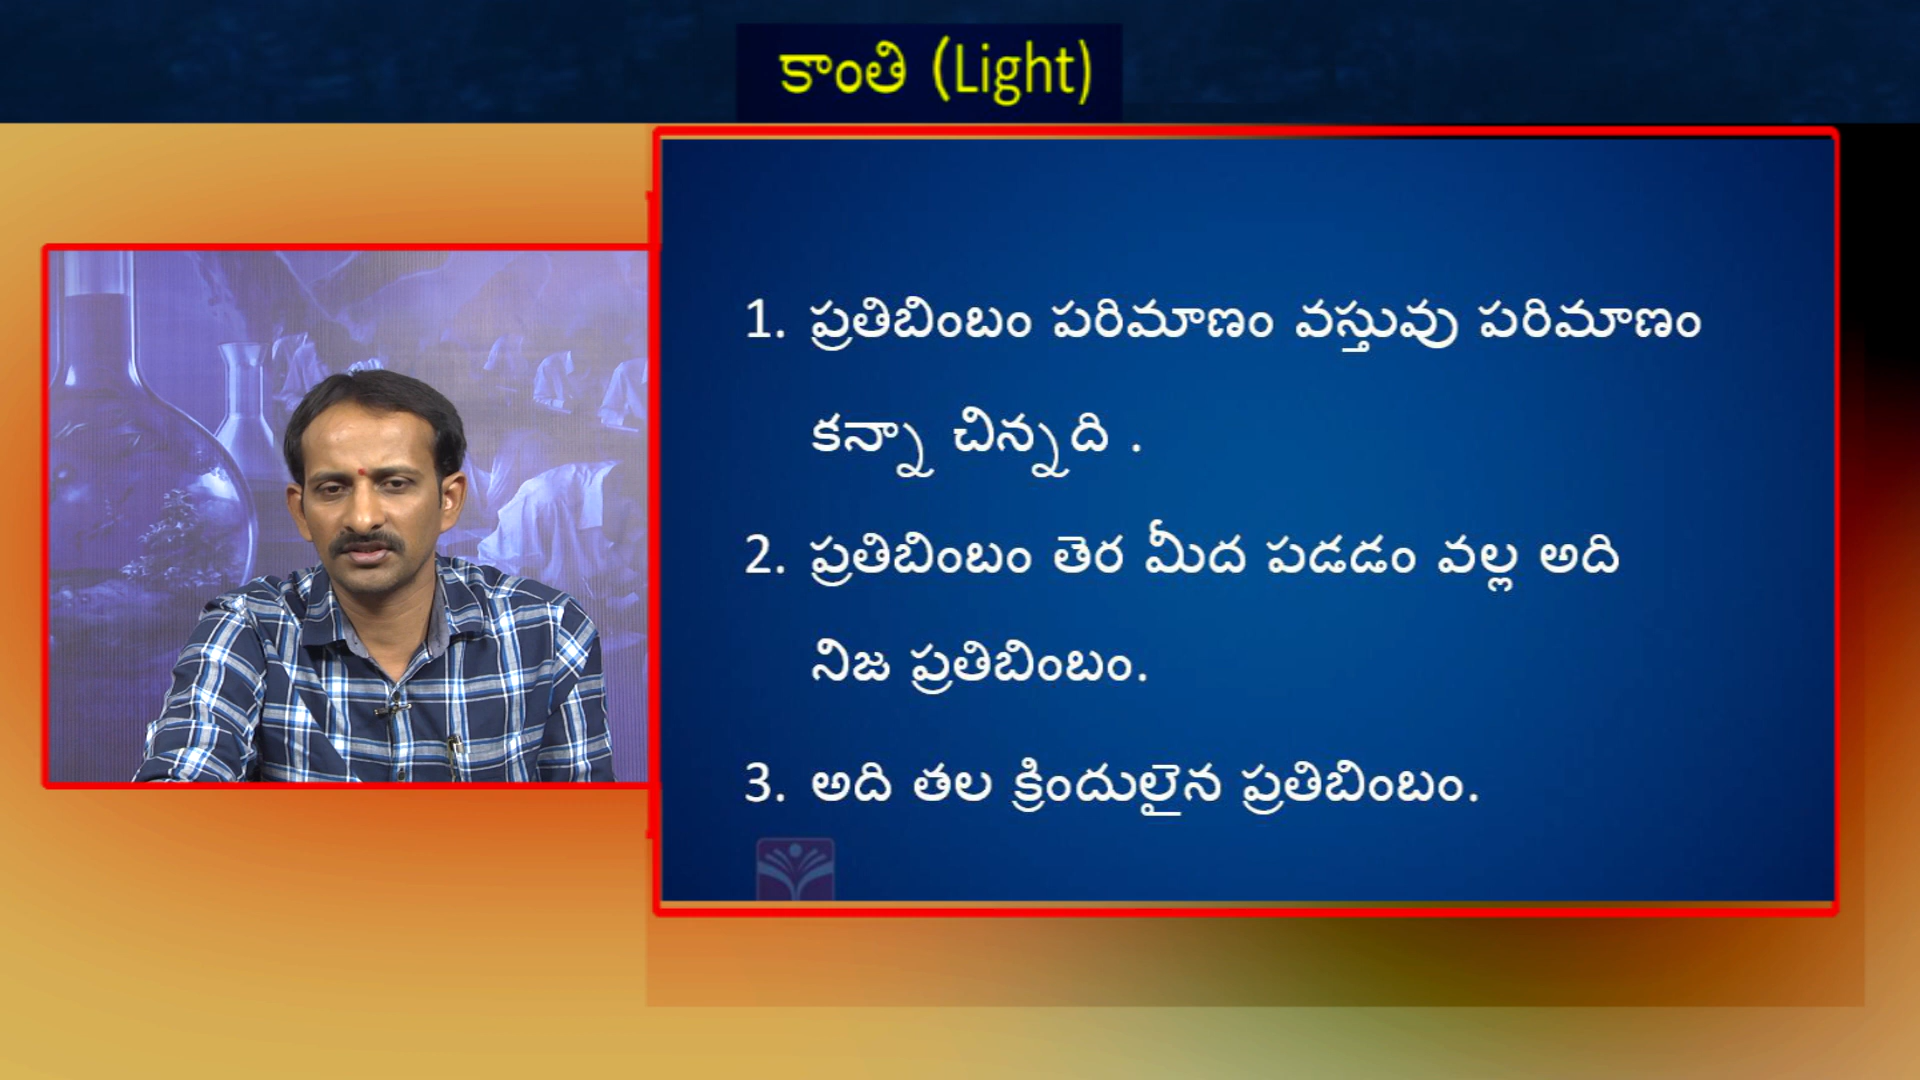 కాంతి (Light)
1. ప్రతిబింబం పరిమాణం వస్తువు పరిమాణం
కన్నా చిన్నది .
2. ప్రతిబింబం తెర మీద పడడం వల్ల అది
నిజ ప్రతిబింబం.
3. అది తల క్రిందులైన ప్రతిబింబం.